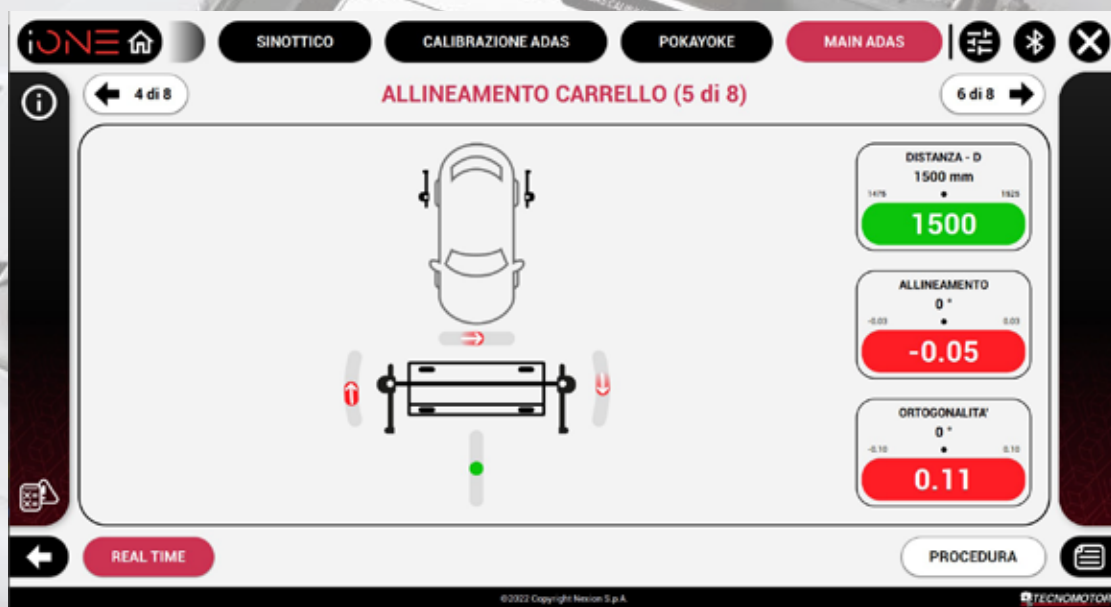 iONE
SINOTTICO
CALIBRAZIONE ADAS
POKAYOKE
MAIN ADAS
4 di 8
ALLINEAMENTO CARRELLO (5 di 8)
6 di 8
DISTANZA - D
1500 mm
1475 1525
1500
ALLINEAMENTO
0 °
-0.03 0.03
-0.05
ORTOGONALITA'
0 °
-0.10 0.10
0.11
REAL TIME
PROCEDURA
©2022 Copyright Nexion S.p.A.
TECNOMOTOR